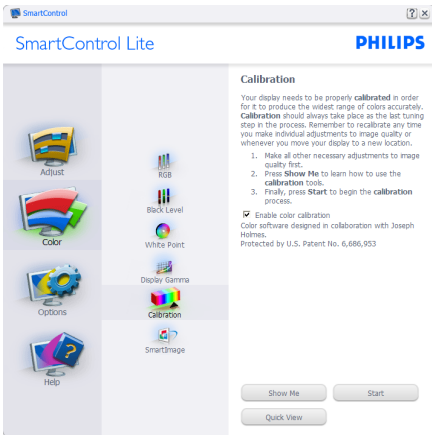 SmartControl
SmartControl Lite
PHILIPS
Adjust
Color
Options
Help
RGB
Black Level
White Point
Display Gamma
Calibration
SmartImage
Calibration
Your display needs to be properly calibrated in order
for it to produce the widest range of colors accurately.
Calibration should always take place as the last tuning
step in the process. Remember to recalibrate any time
you make individual adjustments to image quality or
whenever you move your display to a new location.
1. Make all other necessary adjustments to image
quality first.
2. Press Show Me to learn how to use the
calibration tools.
3. Finally, press Start to begin the calibration
process.
Enable color calibration
Color software designed in collaboration with Joseph
Holmes.
Protected by U.S. Patent No. 6,686,953
Show Me
Start
Quick View